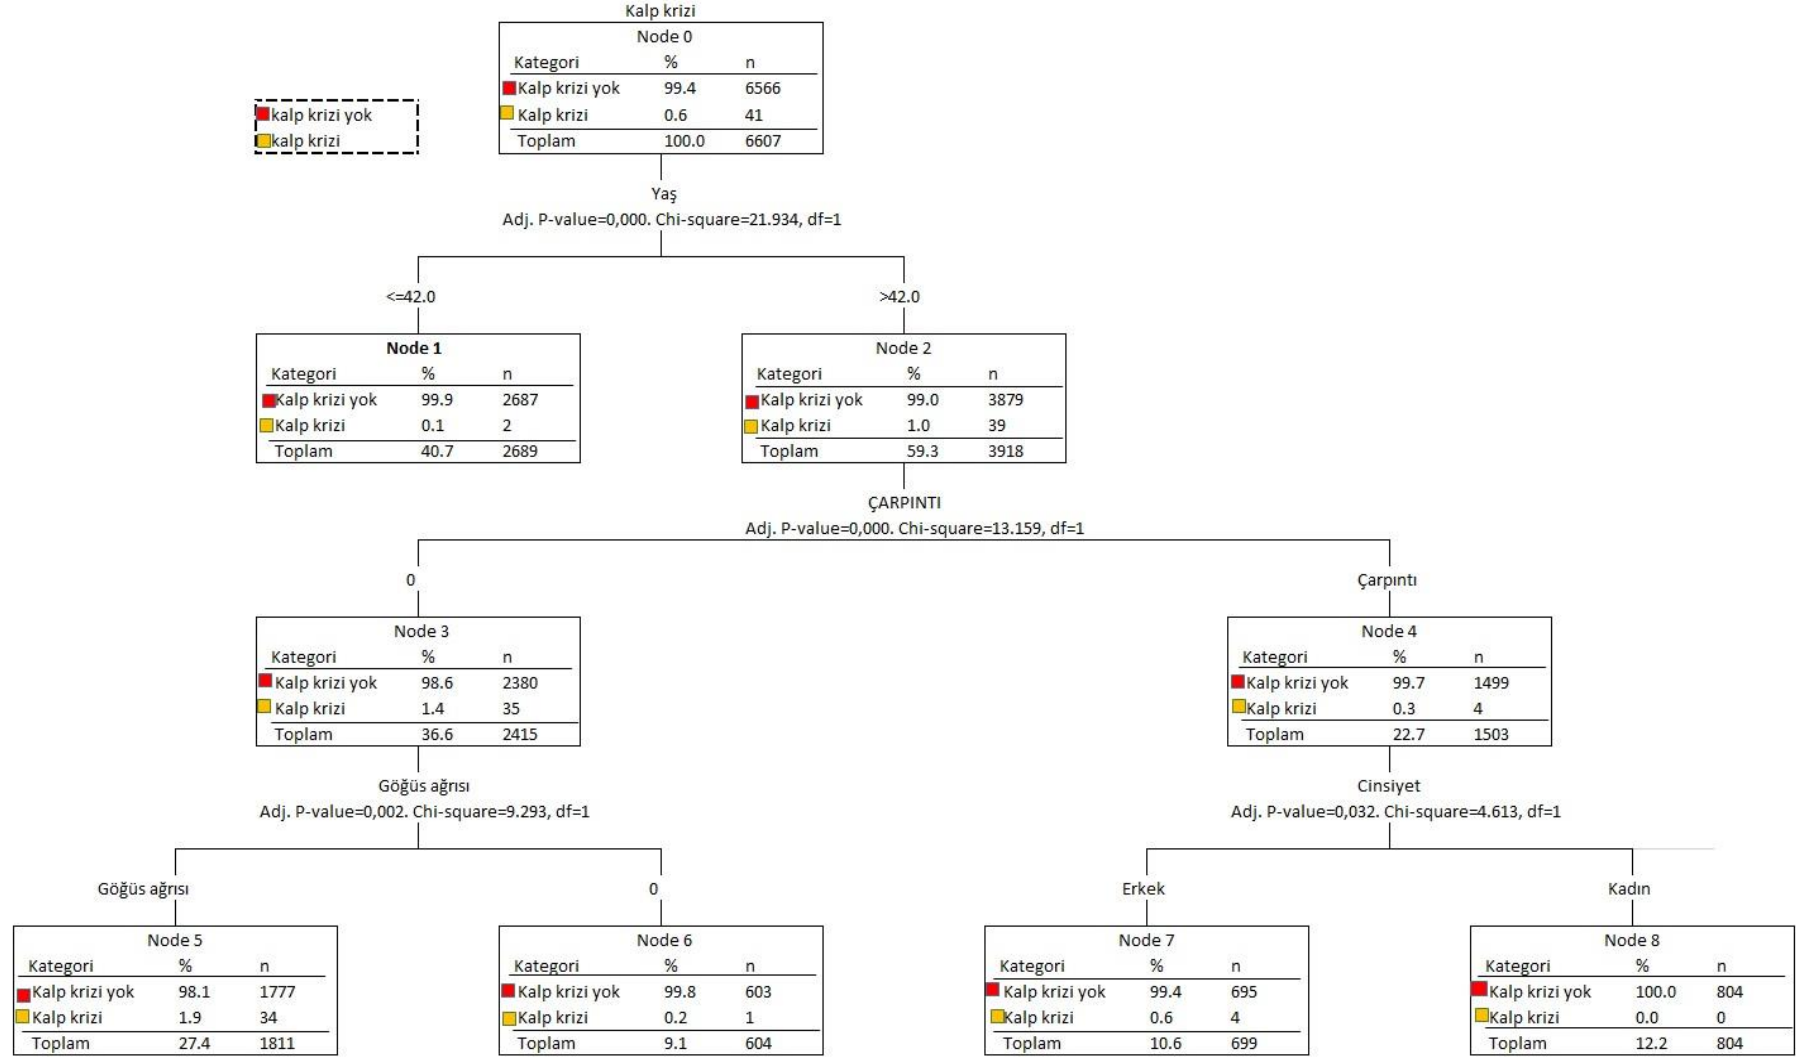 Kalp krizi
Node 0
Kategori % n
Kalp krizi yok 99.4 6566
Kalp krizi 0.6 41
Toplam 100.0 6607
kalp krizi yok
kalp krizi
Yaş
Adj. P-value=0,000. Chi-square=21.934, df=1
<=42.0
>42.0
Node 1
Kategori % n
Kalp krizi yok 99.9 2687
Kalp krizi 0.1 2
Toplam 40.7 2689
Node 2
Kategori % n
Kalp krizi yok 99.0 3879
Kalp krizi 1.0 39
Toplam 59.3 3918
ÇARPINTI
Adj. P-value=0,000. Chi-square=13.159, df=1
0
Çarpıntı
Node 3
Kategori % n
Kalp krizi yok 98.6 2380
Kalp krizi 1.4 35
Toplam 36.6 2415
Node 4
Kategori % n
Kalp krizi yok 99.7 1499
Kalp krizi 0.3 4
Toplam 22.7 1503
Göğüs ağrısı
Adj. P-value=0,002. Chi-square=9.293, df=1
Cinsiyet
Adj. P-value=0,032. Chi-square=4.613, df=1
Göğüs ağrısı
0
Erkek
Kadın
Node 5
Kategori % n
Kalp krizi yok 98.1 1777
Kalp krizi 1.9 34
Toplam 27.4 1811
Node 6
Kategori % n
Kalp krizi yok 99.8 603
Kalp krizi 0.2 1
Toplam 9.1 604
Node 7
Kategori % n
Kalp krizi yok 99.4 695
Kalp krizi 0.6 4
Toplam 10.6 699
Node 8
Kategori % n
Kalp krizi yok 100.0 804
Kalp krizi 0.0 0
Toplam 12.2 804